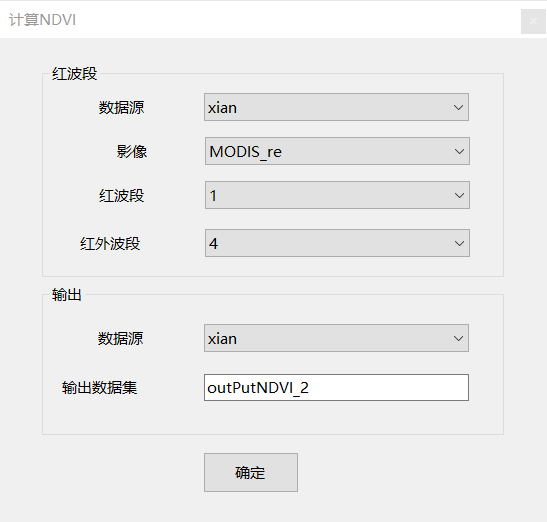 计算NDVI
红波段
数据源 xian
影像 MODIS_re
红波段 1
红外波段 4
输出
数据源 xian
输出数据集 outPutNDVI_2
确定